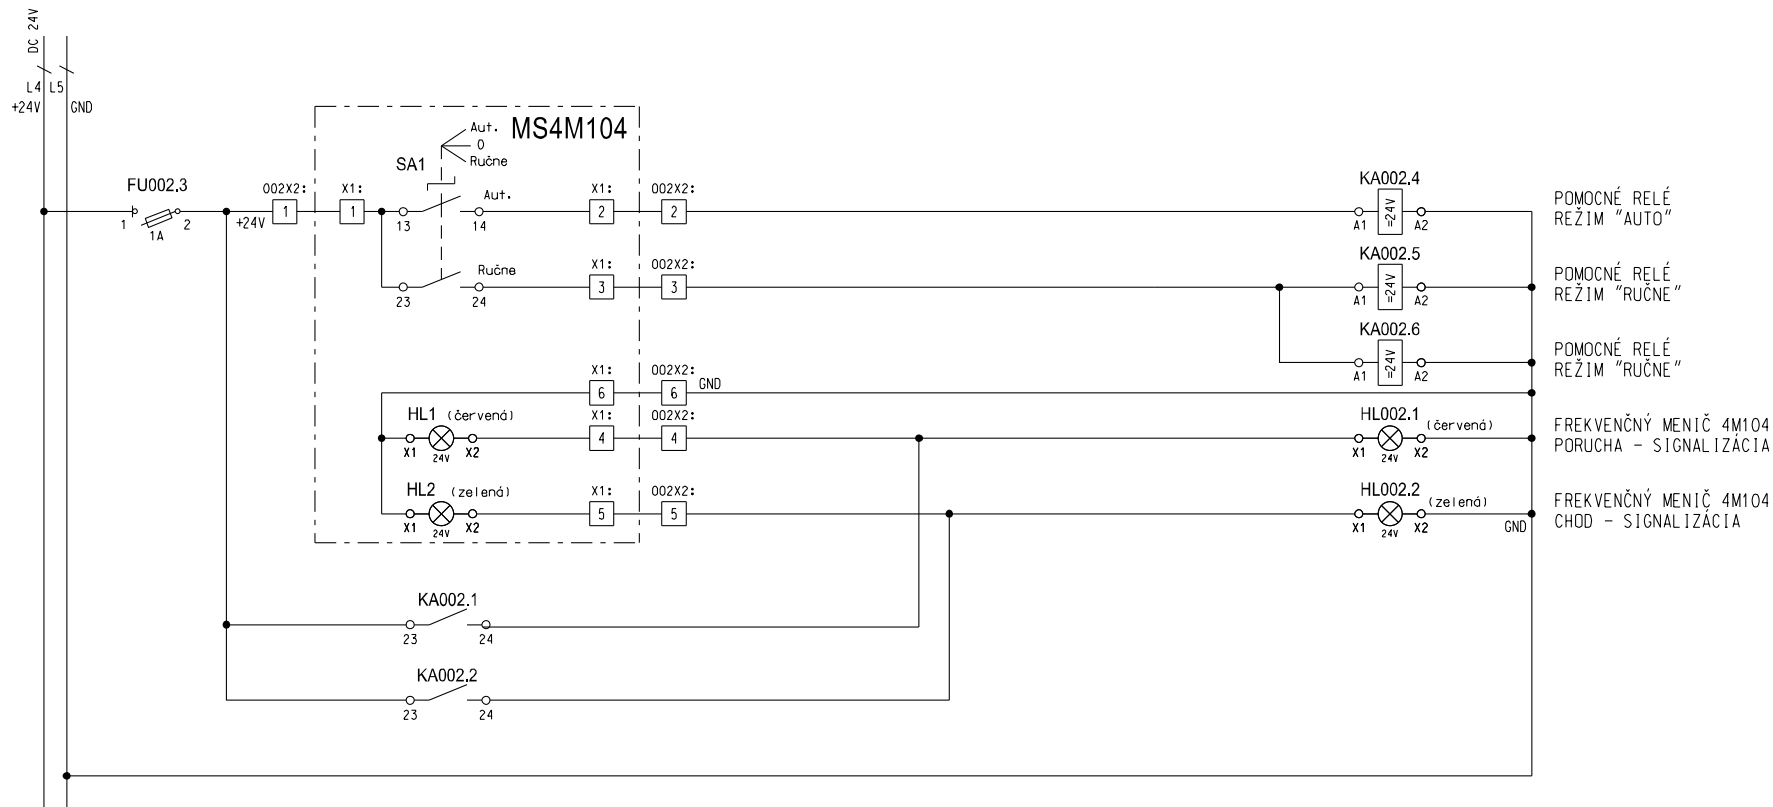 DC 24V
L4 L5
+24V GND
FU002.3
1 1A 2
+24V
002X2:
1
X1:
1
MS4M104
SA1
Aut.
0
Ručne
13 14
Aut.
X1:
2
002X2:
2
KA002.4
A1 =24V A2
POMOCNÉ RELÉ
REŽIM "AUTO"
23 24
Ručne
X1:
3
002X2:
3
KA002.5
A1 =24V A2
POMOCNÉ RELÉ
REŽIM "RUČNE"
KA002.6
A1 =24V A2
POMOCNÉ RELÉ
REŽIM "RUČNE"
X1:
6
002X2:
6
GND
HL1 (červená)
X1 24V X2
X1:
4
002X2:
4
HL002.1 (červená)
X1 24V X2
FREKVENČNÝ MENIČ 4M104
PORUCHA - SIGNALIZÁCIA
HL2 (zelená)
X1 24V X2
X1:
5
002X2:
5
HL002.2 (zelená)
X1 24V X2
GND
FREKVENČNÝ MENIČ 4M104
CHOD - SIGNALIZÁCIA
KA002.1
23 24
KA002.2
23 24